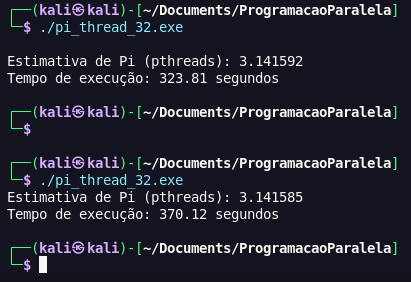 ┌──(kali㉿kali)-[~/Documents/ProgramacaoParalela]
└─$ ./pi_thread_32.exe
Estimativa de Pi (pthreads): 3.141592
Tempo de execução: 323.81 segundos
┌──(kali㉿kali)-[~/Documents/ProgramacaoParalela]
└─$
┌──(kali㉿kali)-[~/Documents/ProgramacaoParalela]
└─$ ./pi_thread_32.exe
Estimativa de Pi (pthreads): 3.141585
Tempo de execução: 370.12 segundos
┌──(kali㉿kali)-[~/Documents/ProgramacaoParalela]
└─$